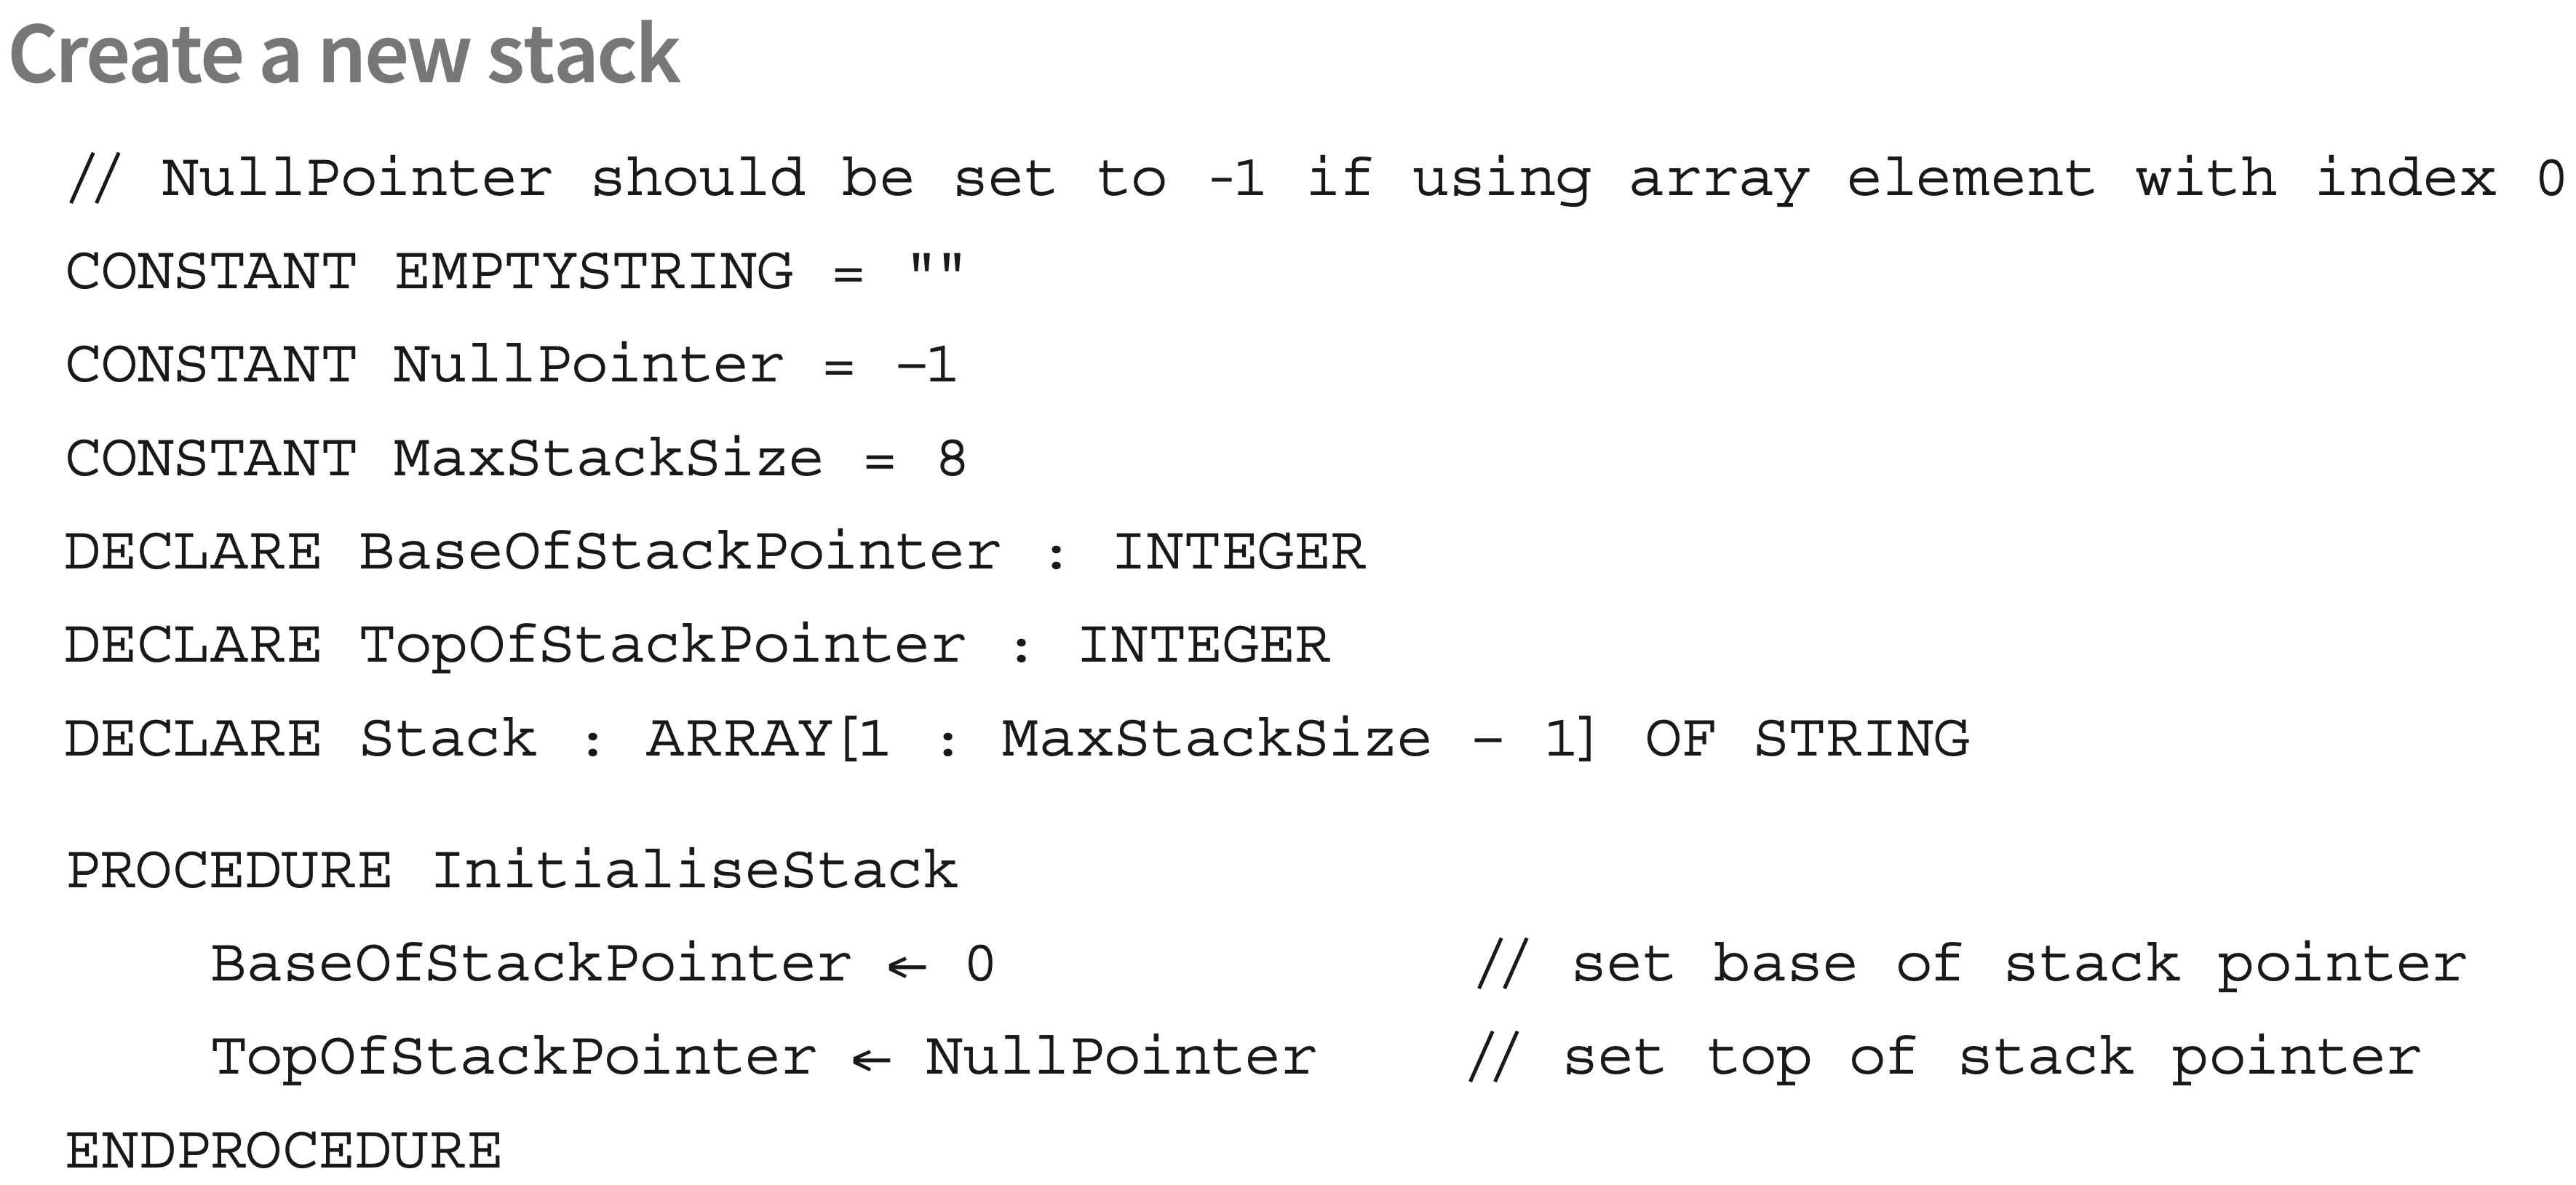 Create a new stack
// NullPointer should be set to -1 if using array element with index 0
CONSTANT EMPTYSTRING = ""
CONSTANT NullPointer = –1
CONSTANT MaxStackSize = 8
DECLARE BaseOfStackPointer : INTEGER
DECLARE TopOfStackPointer : INTEGER
DECLARE Stack : ARRAY[1 : MaxStackSize – 1] OF STRING
PROCEDURE InitialiseStack
BaseOfStackPointer ← 0 // set base of stack pointer
TopOfStackPointer ← NullPointer // set top of stack pointer
ENDPROCEDURE